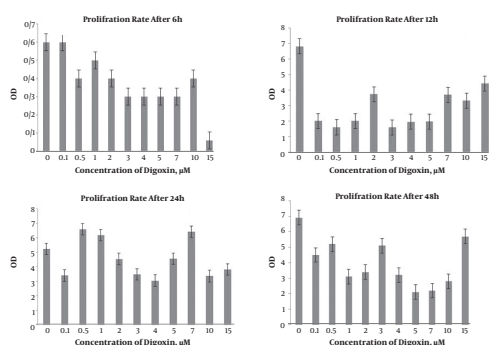 Prolifration Rate After 6h
0/7
0/6
0/5
0/4
0/3
0/2
0/1
0
OD
0 0.1 0.5 1 2 3 4 5 7 10 15
Concentration of Digoxin, µM
Prolifration Rate After 12h
8
7
6
5
4
3
2
1
0
OD
0 0.1 0.5 1 2 3 4 5 7 10 15
Concentration of Digoxin, µM
Prolifration Rate After 24h
8
7
6
5
4
3
2
1
0
OD
0 0.1 0.5 1 2 3 4 5 7 10 15
Concentration of Digoxin, µM
Prolifration Rate After 48h
8
7
6
5
4
3
2
1
0
OD
0 0.1 0.5 1 2 3 4 5 7 10 15
Concentration of Digoxin, µM